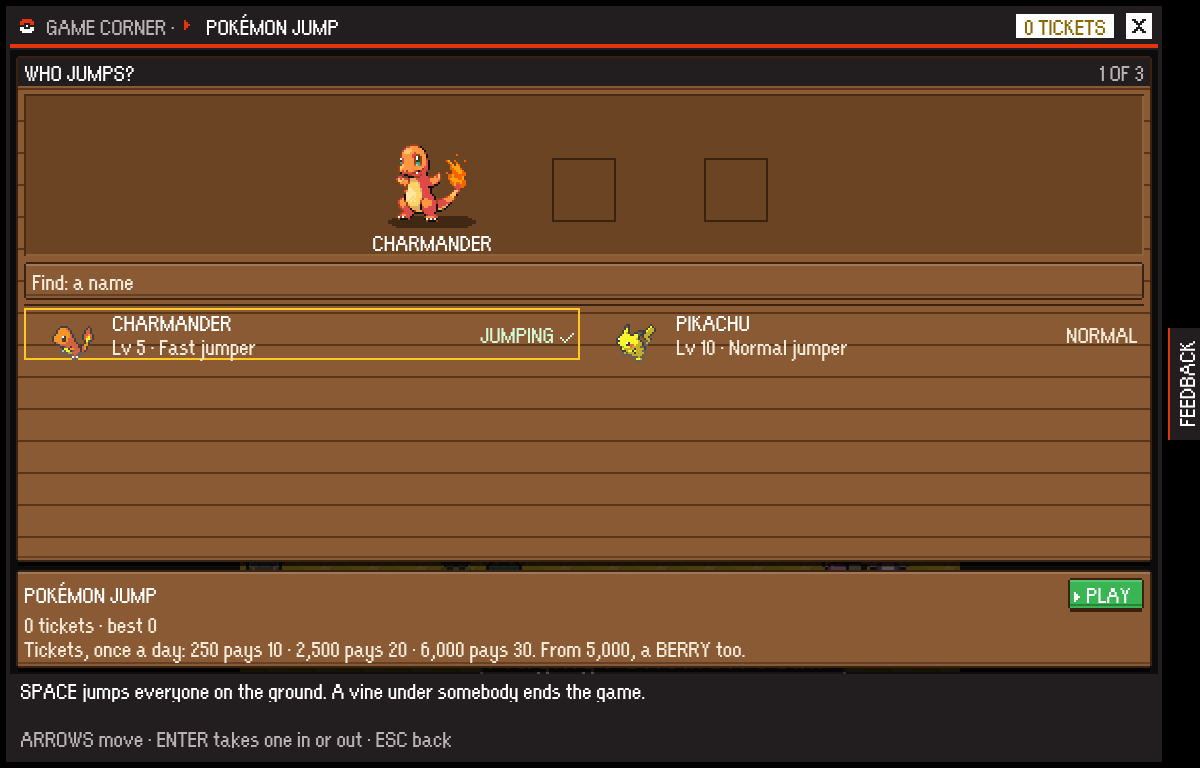 GAME CORNER · POKÉMON JUMP
0 TICKETS X
WHO JUMPS?
1 OF 3
CHARMANDER
Find: a name
CHARMANDER
Lv 5 · Fast jumper
JUMPING ✓
PIKACHU
Lv 10 · Normal jumper
NORMAL
POKÉMON JUMP
PLAY
0 tickets · best 0
Tickets, once a day: 250 pays 10 · 2,500 pays 20 · 6,000 pays 30. From 5,000, a BERRY too.
SPACE jumps everyone on the ground. A vine under somebody ends the game.
ARROWS move · ENTER takes one in or out · ESC back
FEEDBACK